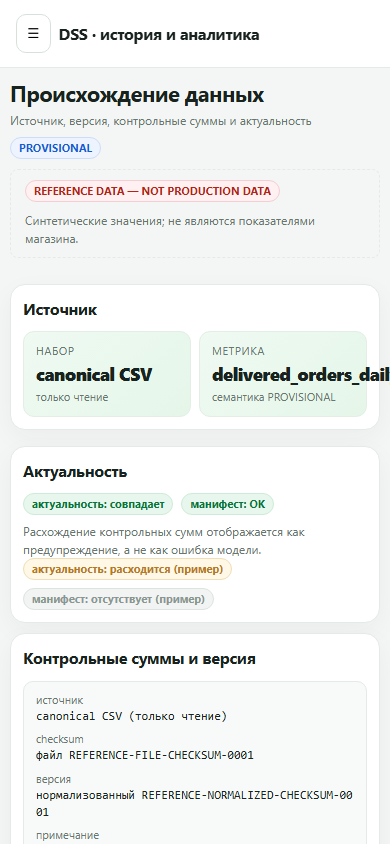 ☰ DSS · история и аналитика
Происхождение данных
Источник, версия, контрольные суммы и актуальность
PROVISIONAL
REFERENCE DATA — NOT PRODUCTION DATA
Синтетические значения; не являются показателями
магазина.
Источник
НАБОР
canonical CSV
только чтение
МЕТРИКА
delivered_orders_dail
семантика PROVISIONAL
Актуальность
актуальность: совпадает
манифест: OK
Расхождение контрольных сумм отображается как
предупреждение, а не как ошибка модели.
актуальность: расходится (пример)
манифест: отсутствует (пример)
Контрольные суммы и версия
источник
canonical CSV (только чтение)
checksum
файл REFERENCE-FILE-CHECKSUM-0001
версия
нормализованный REFERENCE-NORMALIZED-CHECKSUM-00
01
примечание